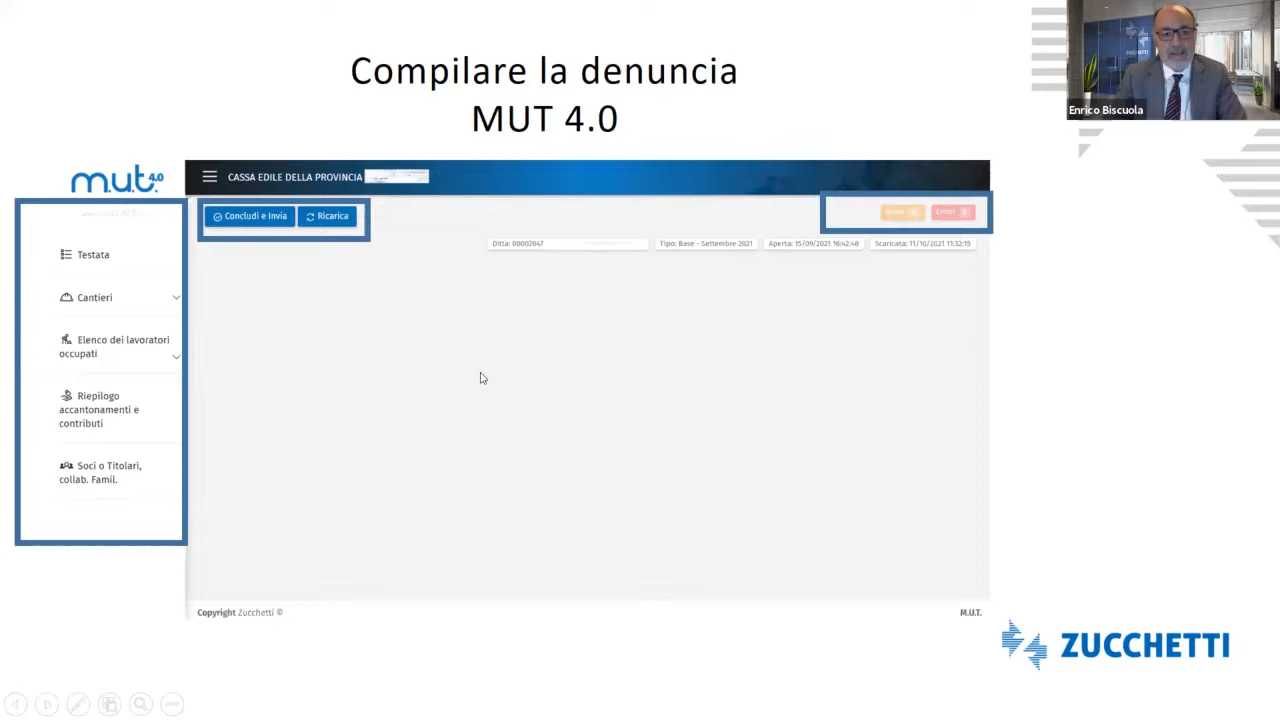 Compilare la denuncia
MUT 4.0
Enrico Biscuola
ZUCCHETTI
m.u.t. 4.0
CASSA EDILE DELLA PROVINCIA
Concludi e Invia
Ricarica
Errori
Ditta: 00002647
Tipo: Base - Settembre 2021
Aperta: 15/09/2021 16:42:48
Scaricata: 11/10/2021 11:32:15
Testata
Cantieri
Elenco dei lavoratori
occupati
Riepilogo
accantonamenti e
contributi
Soci o Titolari,
collab. Famil.
Copyright Zucchetti ©
M.U.T.
ZUCCHETTI